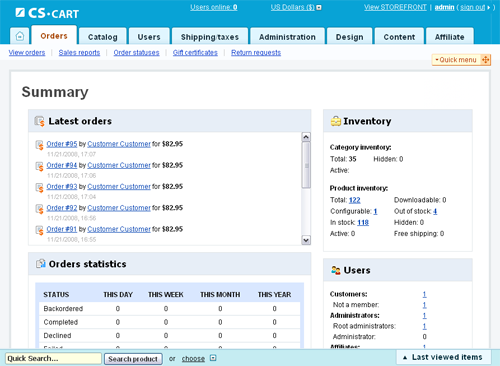 CS-CART
Users online: 0
US Dollars ($)
View STOREFRONT | admin ( sign out )
Orders
Catalog
Users
Shipping/taxes
Administration
Design
Content
Affiliate
View orders | Sales reports | Order statuses | Gift certificates | Return requests
Quick menu
Summary
Latest orders
Order #95 by Customer Customer for $82.95
11/21/2008, 17:07
Order #94 by Customer Customer for $82.95
11/21/2008, 17:06
Order #93 by Customer Customer for $82.95
11/21/2008, 17:04
Order #92 by Customer Customer for $82.95
11/21/2008, 16:56
Order #91 by Customer Customer for $82.95
11/21/2008, 16:55
Orders statistics
STATUS THIS DAY THIS WEEK THIS MONTH THIS YEAR
Backordered 0 0 0 0
Completed 0 0 0 0
Declined 0 0 0 0
Inventory
Category inventory:
Total: 35 Hidden: 0
Active:
Product inventory:
Total: 122 Downloadable: 0
Configurable: 1 Out of stock: 4
In stock: 118 Hidden: 0
Active: 0 Free shipping: 0
Users
Customers: 1
Not a member: 1
Administrators: 1
Root administrators: 1
Administrator: 0
Affiliates: 1
Quick Search...
Search product
or choose
Last viewed items